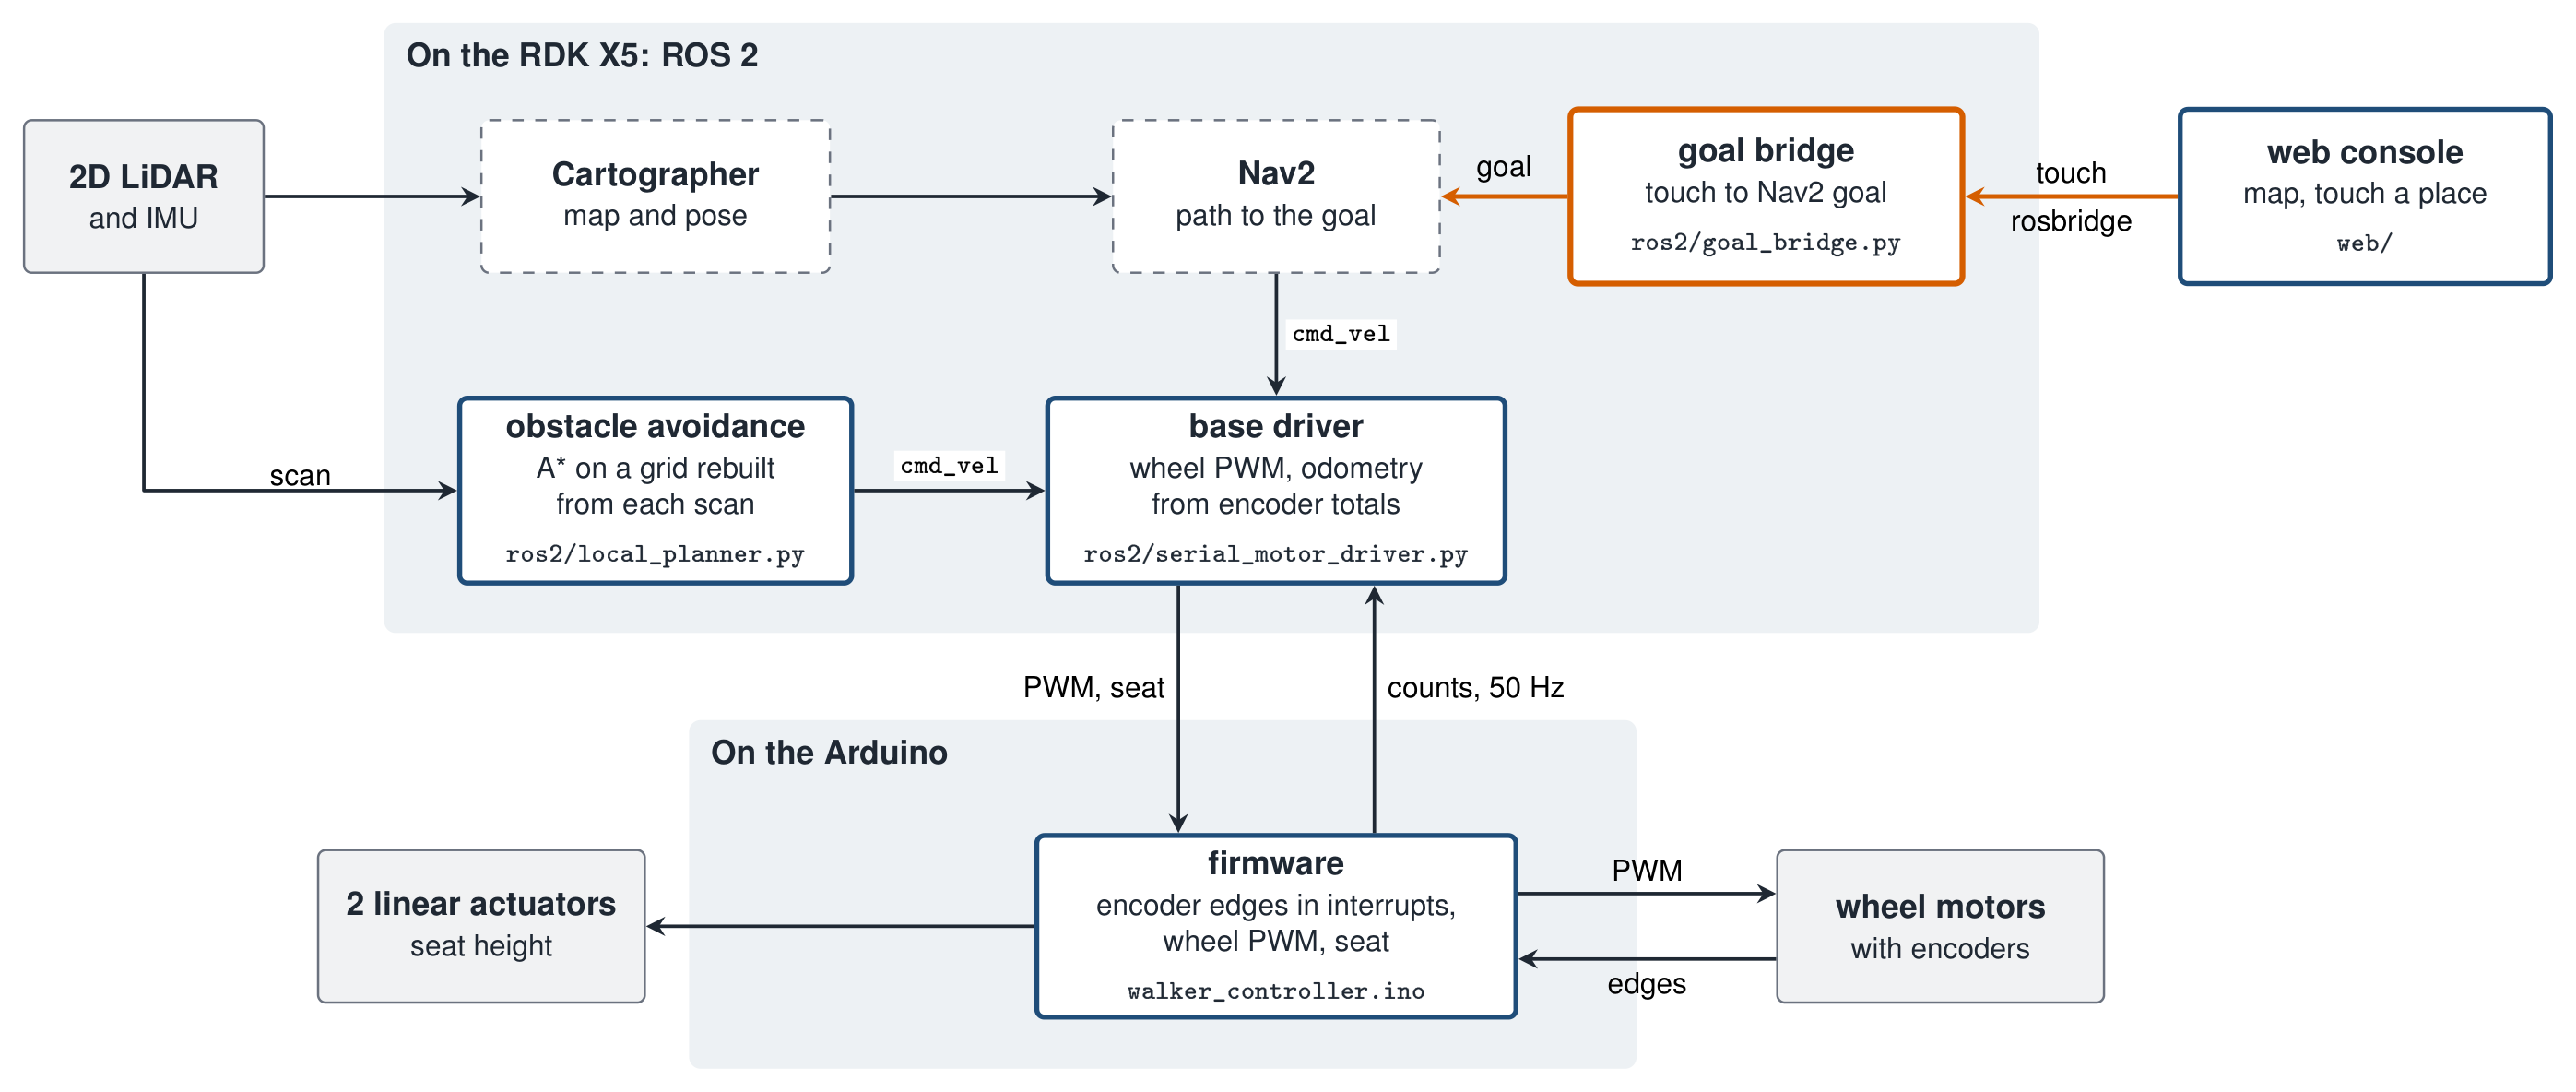 On the RDK X5: ROS 2
2D LiDAR
and IMU
Cartographer
map and pose
Nav2
path to the goal
goal
goal bridge
touch to Nav2 goal
ros2/goal_bridge.py
touch
rosbridge
web console
map, touch a place
web/
cmd_vel
scan
obstacle avoidance
A* on a grid rebuilt
from each scan
ros2/local_planner.py
cmd_vel
base driver
wheel PWM, odometry
from encoder totals
ros2/serial_motor_driver.py
PWM, seat
counts, 50 Hz
On the Arduino
2 linear actuators
seat height
firmware
encoder edges in interrupts,
wheel PWM, seat
walker_controller.ino
PWM
edges
wheel motors
with encoders